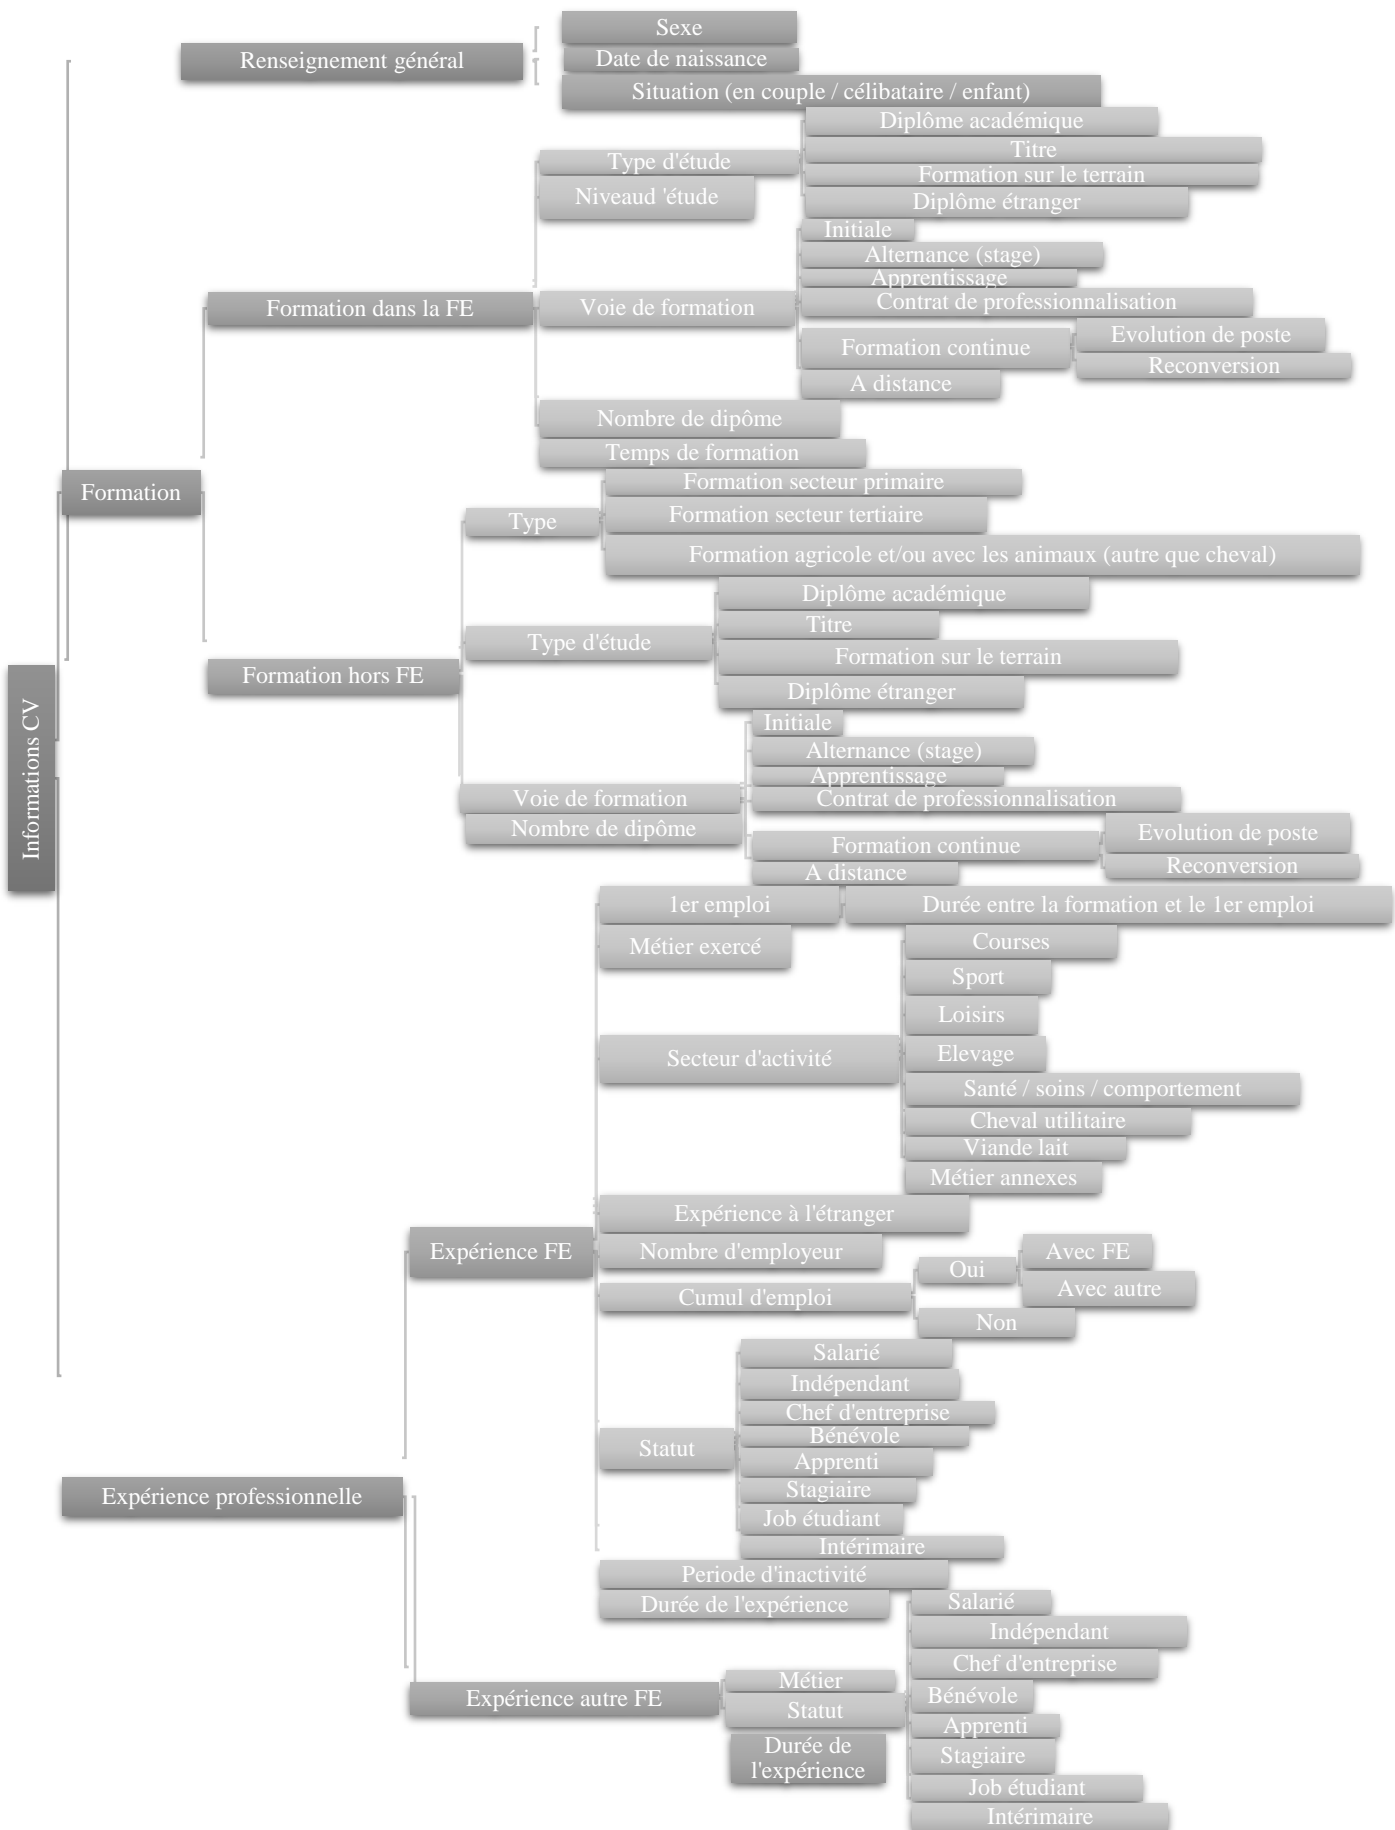 Sexe
Renseignement général
Date de naissance
Situation (en couple / célibataire / enfant)
Diplôme académique
Type d'étude
Titre
Formation sur le terrain
Niveaud 'étude
Diplôme étranger
Initiale
Alternance (stage)
Apprentissage
Formation dans la FE
Voie de formation
Contrat de professionnalisation
Evolution de poste
Formation continue
Reconversion
A distance
Nombre de dipôme
Temps de formation
Formation
Formation secteur primaire
Type
Formation secteur tertiaire
Formation agricole et/ou avec les animaux (autre que cheval)
Diplôme académique
Type d'étude
Titre
Formation sur le terrain
Formation hors FE
Diplôme étranger
Informations CV
Initiale
Alternance (stage)
Apprentissage
Voie de formation
Contrat de professionnalisation
Nombre de dipôme
Evolution de poste
Formation continue
Reconversion
A distance
1er emploi
Durée entre la formation et le 1er emploi
Métier exercé
Courses
Sport
Loisirs
Secteur d'activité
Elevage
Santé / soins / comportement
Cheval utilitaire
Viande lait
Métier annexes
Expérience à l'étranger
Expérience FE
Nombre d'employeur
Avec FE
Oui
Avec autre
Cumul d'emploi
Non
Salarié
Indépendant
Chef d'entreprise
Bénévole
Statut
Apprenti
Stagiaire
Expérience professionnelle
Job étudiant
Intérimaire
Periode d'inactivité
Durée de l'expérience
Salarié
Indépendant
Chef d'entreprise
Métier
Expérience autre FE
Bénévole
Statut
Apprenti
Durée de
l'expérience
Stagiaire
Job étudiant
Intérimaire